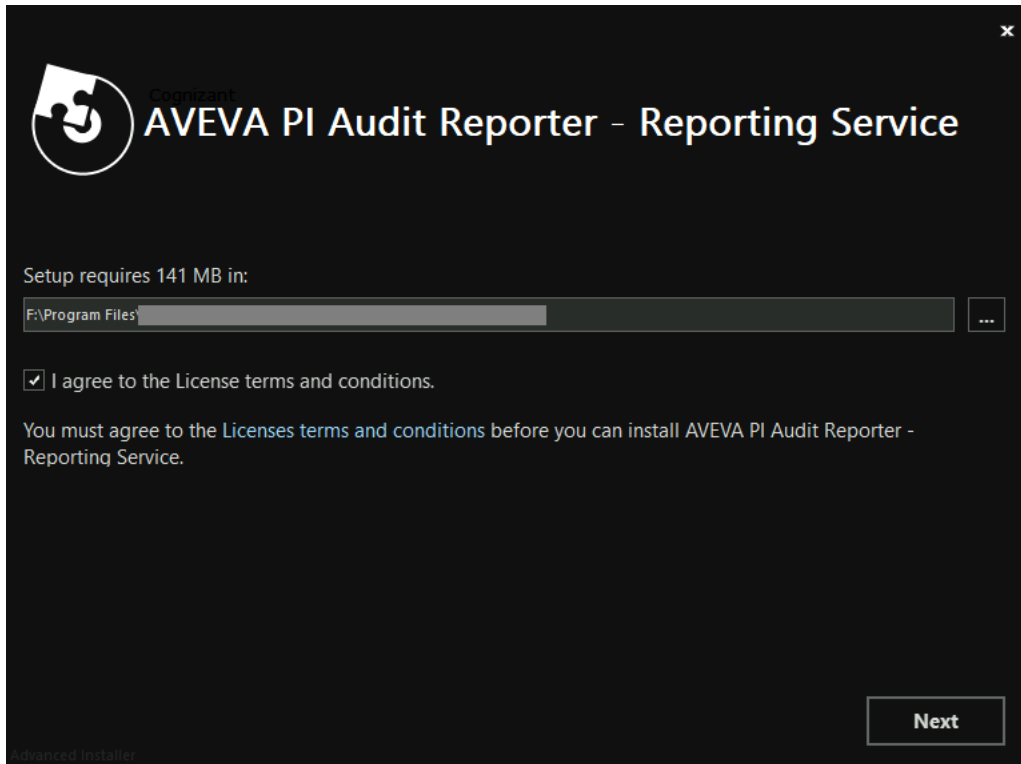 Cognizant
AVEVA PI Audit Reporter - Reporting Service
Setup requires 141 MB in:
F:\Program Files\
...
I agree to the License terms and conditions.
You must agree to the Licenses terms and conditions before you can install AVEVA PI Audit Reporter -
Reporting Service.
Next
Advanced Installer